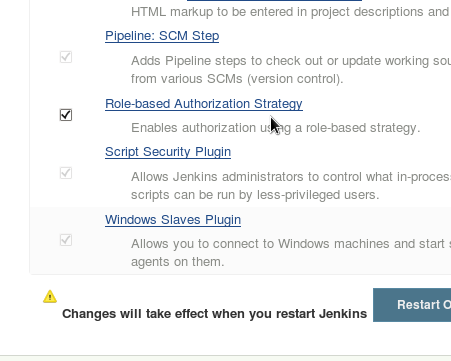 HTML markup to be entered in project descriptions and
Pipeline: SCM Step
Adds Pipeline steps to check out or update working
from various SCMs (version control).
Role-based Authorization Strategy
Enables authorization using a role-based strategy.
Script Security Plugin
Allows Jenkins administrators to control what
scripts can be run by less-privileged users.
Windows Slaves Plugin
Allows you to connect to Windows machines and start
agents on them.
Changes will take effect when you restart Jenkins
Restart